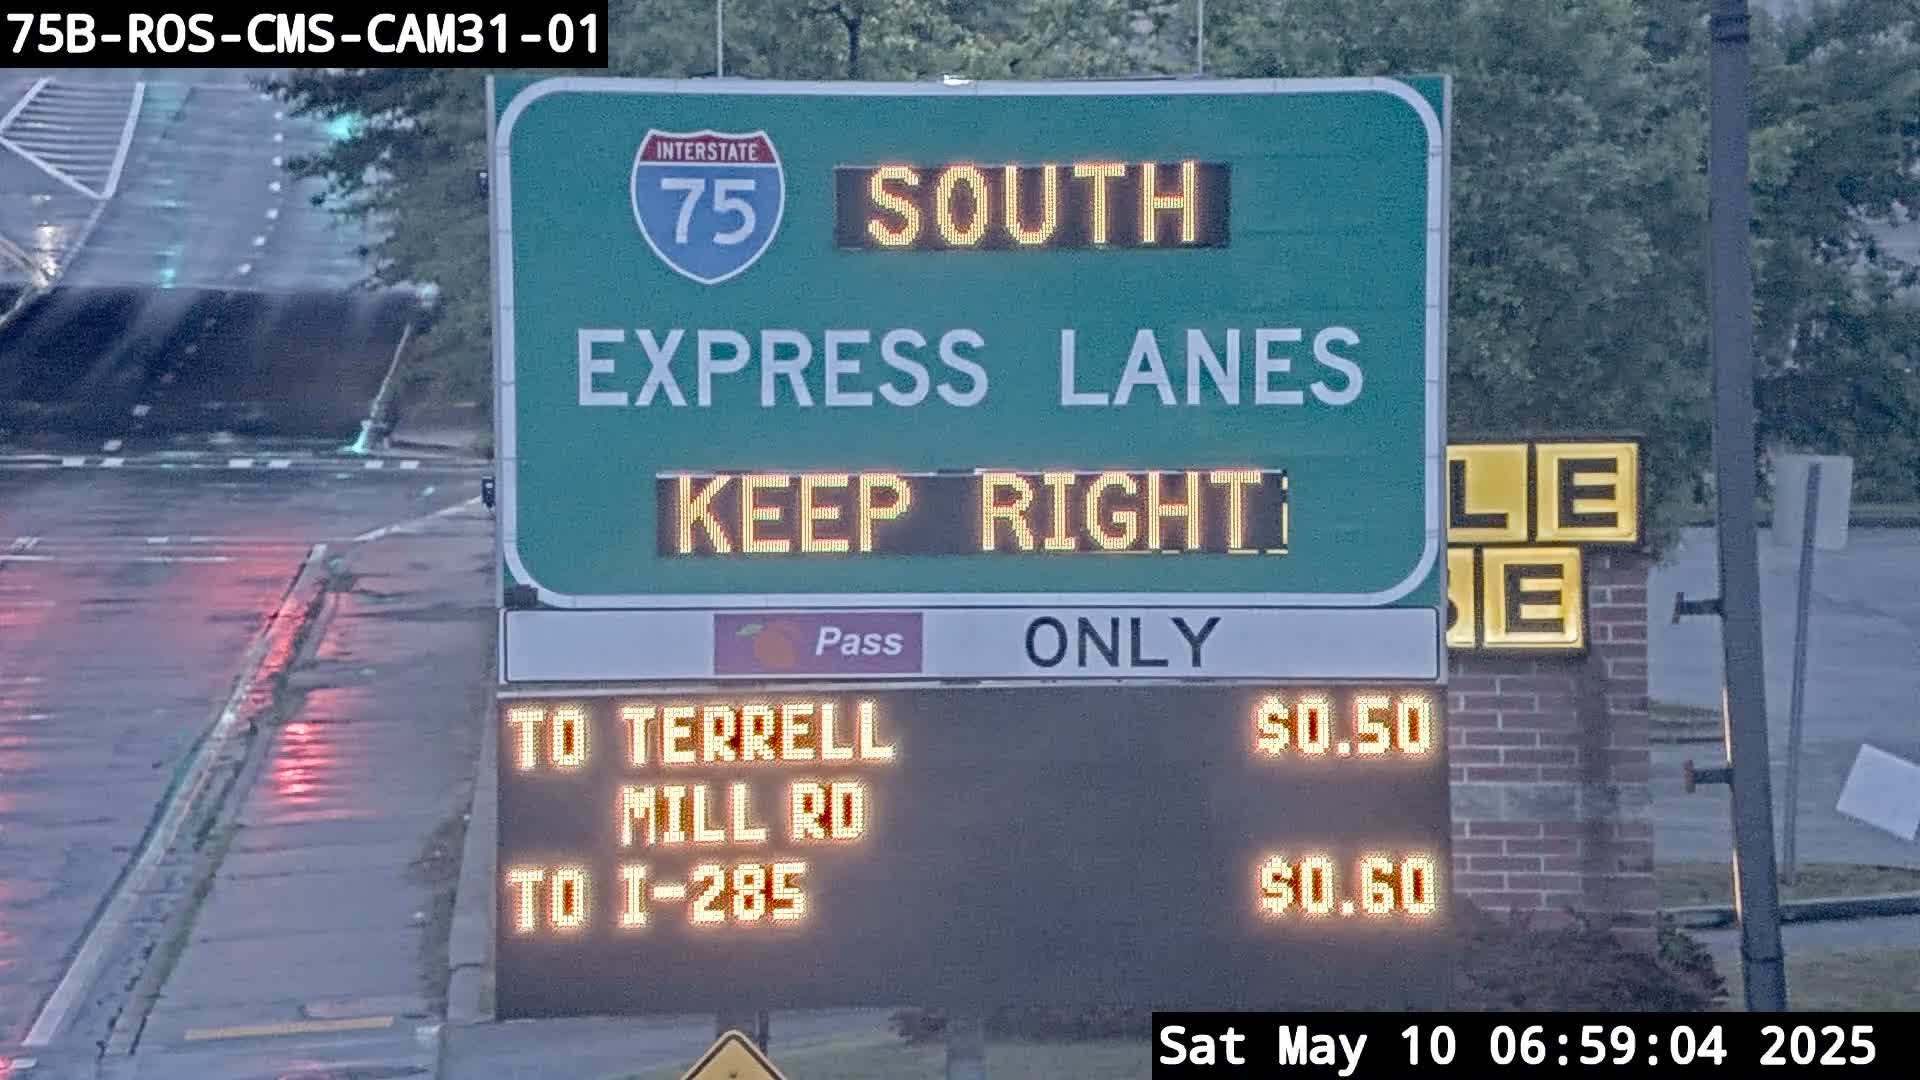 75B-ROS-CMS-CAM31-01
INTERSTATE
75
SOUTH
EXPRESS LANES
KEEP RIGHT
Pass ONLY
LE
E
TO TERRELL $0.50
MILL RD
TO I-285 $0.60
Sat May 10 06:59:04 2025